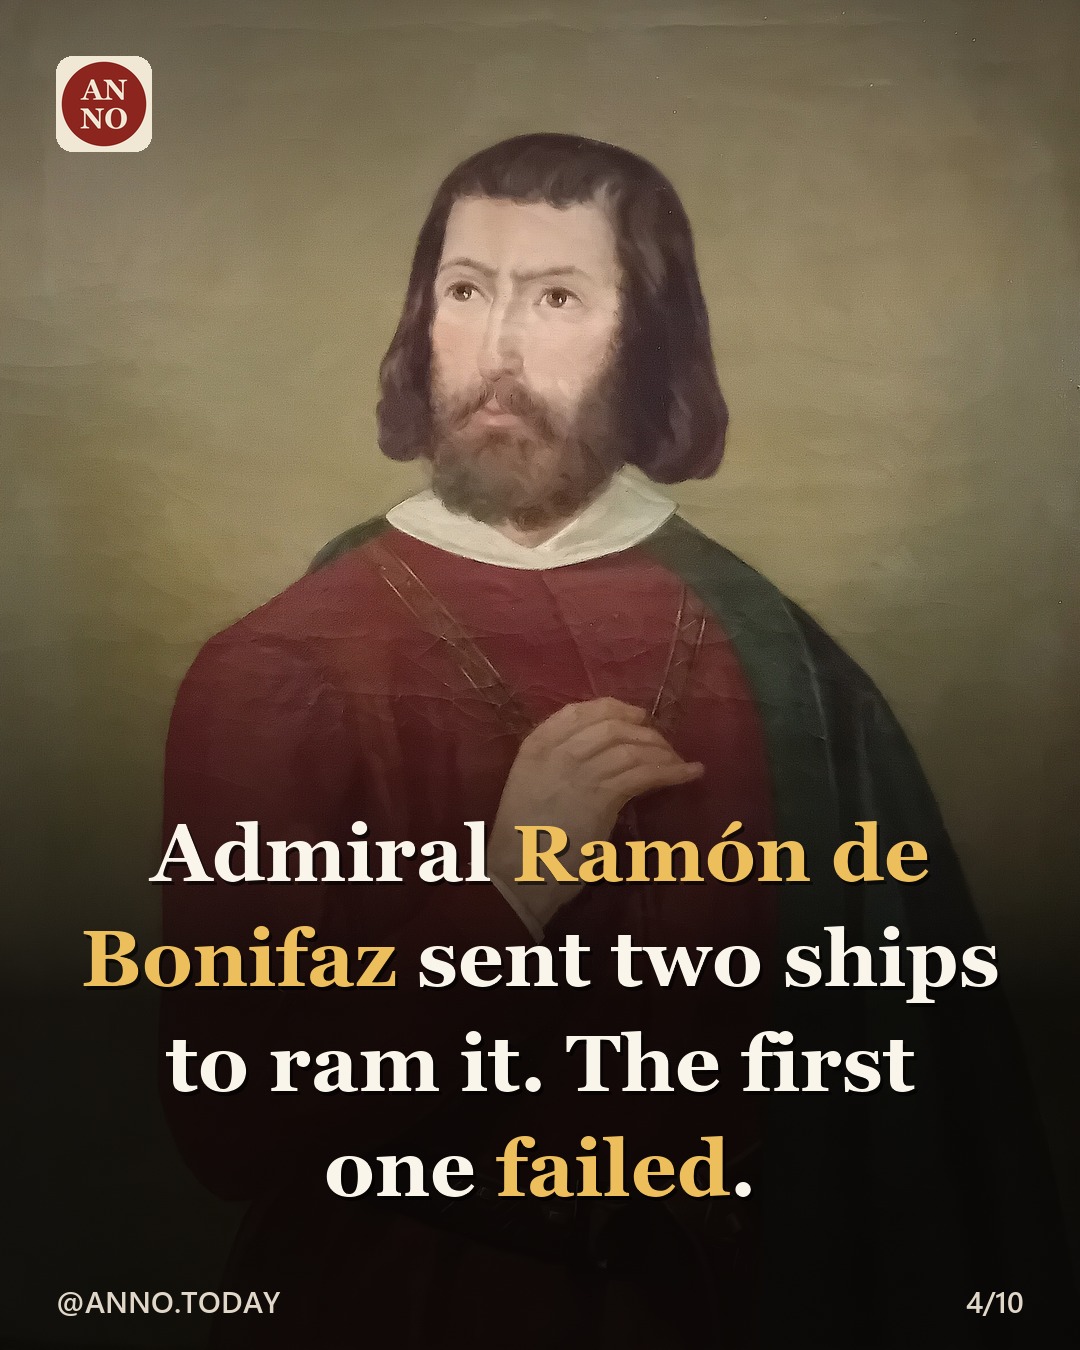 AN
NO
Admiral Ramón de
Bonifaz sent two ships
to ram it. The first
one failed.
@ANNO.TODAY
4/10